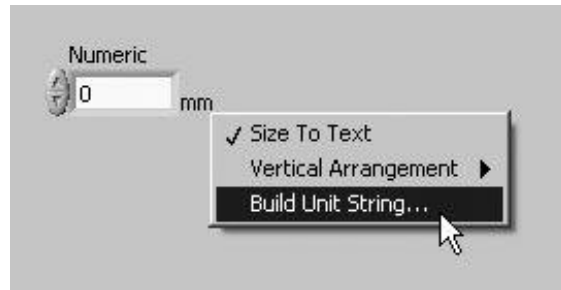 Numeric
0
mm
Size To Text
Vertical Arrangement
Build Unit String...